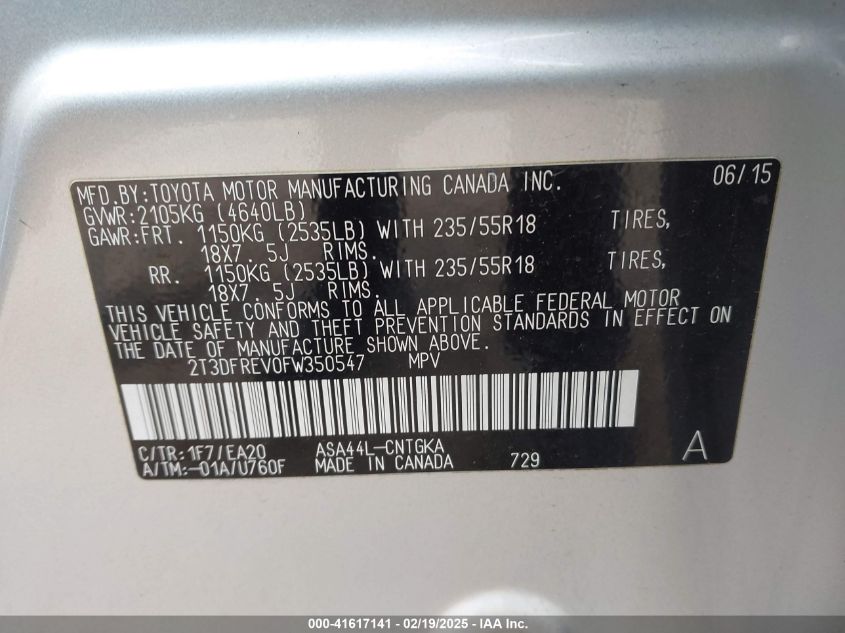 MFD.BY:TOYOTA MOTOR MANUFACTURING CANADA INC. 06/15
GVWR:2105KG (4640LB)
GAWR:FRT. 1150KG (2535LB) WITH 235/55R18 TIRES,
18X7.5J RIMS.
RR. 1150KG (2535LB) WITH 235/55R18 TIRES,
18X7.5J RIMS.
THIS VEHICLE CONFORMS TO ALL APPLICABLE FEDERAL MOTOR
VEHICLE SAFETY AND THEFT PREVENTION STANDARDS IN EFFECT ON
THE DATE OF MANUFACTURE SHOWN ABOVE.
2T3DFREV0FW350547 MPV
C/TR:1F7/EA20 ASA44L-CNTGKA
A/TM:-01A/U760F MADE IN CANADA 729 A
000-41617141 - 02/19/2025 - IAA Inc.